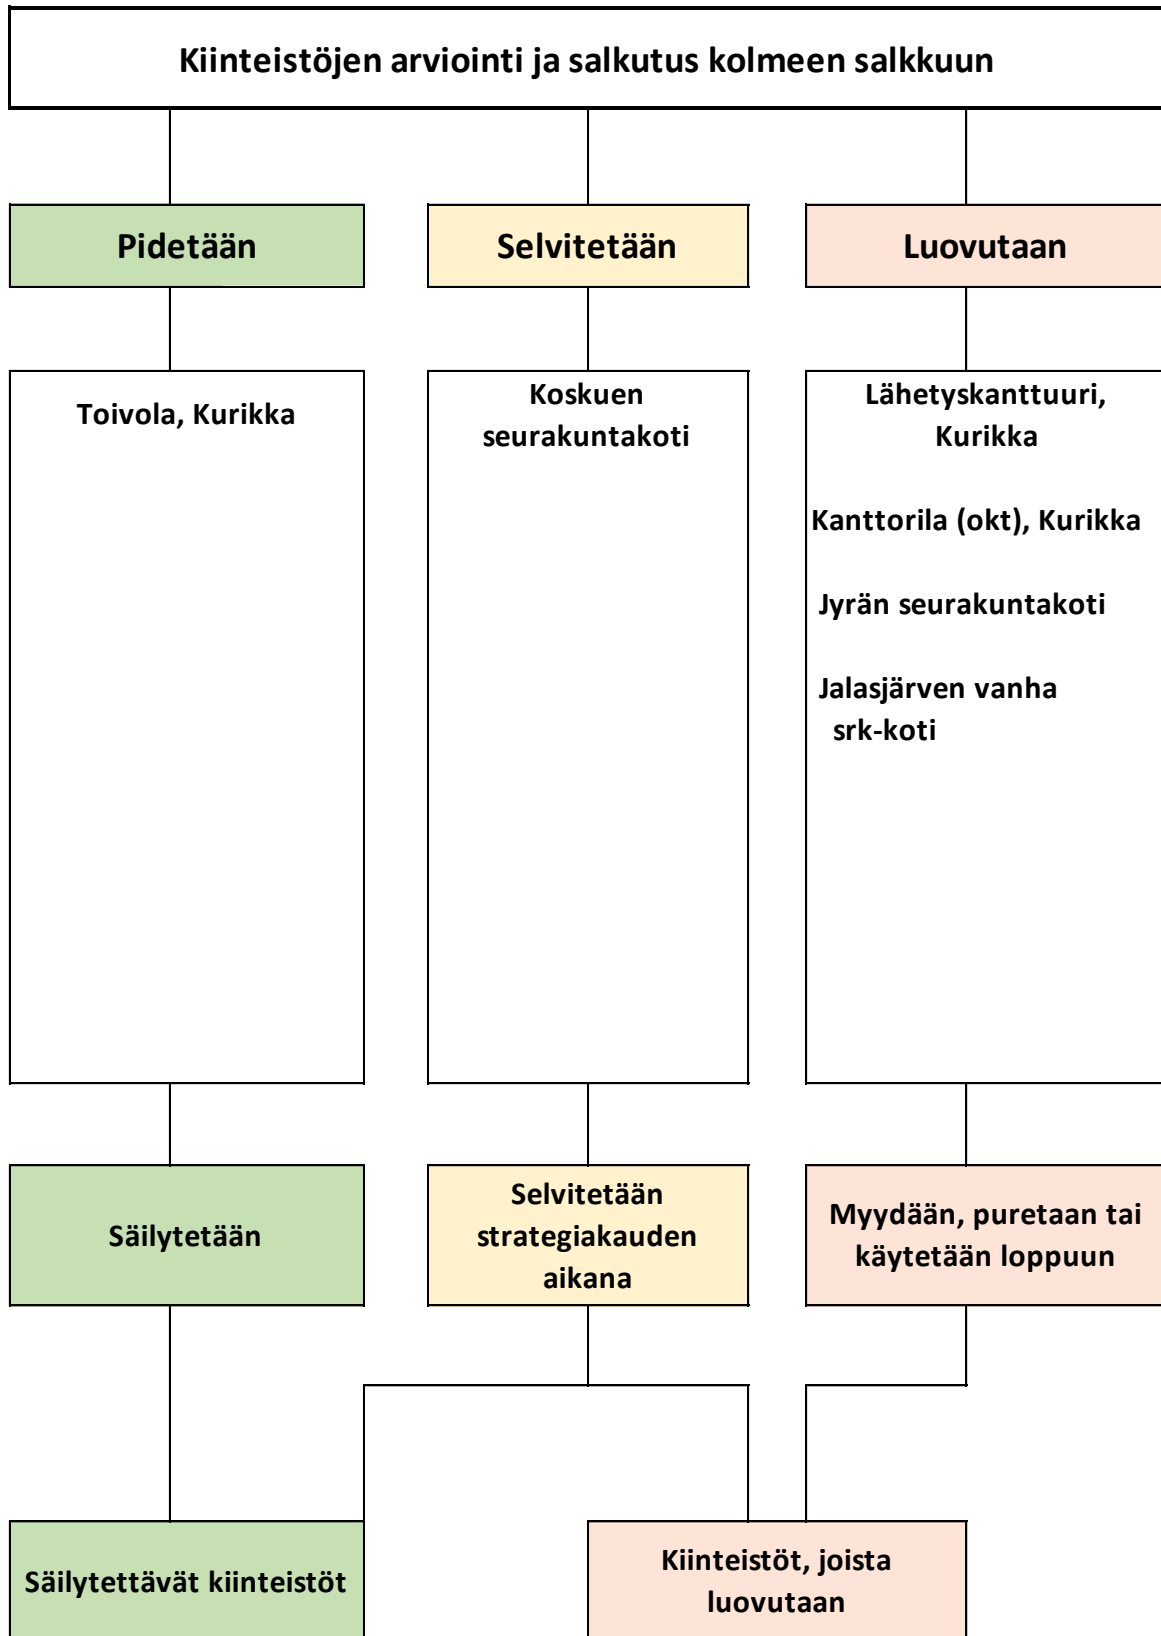 Kiinteistöjen arviointi ja salkutus kolmeen salkkuun
Pidetään
Selvitetään
Luovutaan
Toivola, Kurikka
Koskuen
seurakuntakoti
Lähetyskanttuuri,
Kurikka
Kanttorila (okt), Kurikka
Jyrän seurakuntakoti
Jalasjärven vanha
srk-koti
Säilytetään
Selvitetään
strategiakauden
aikana
Myydään, puretaan tai
käytetään loppuun
Säilytettävät kiinteistöt
Kiinteistöt, joista
luovutaan